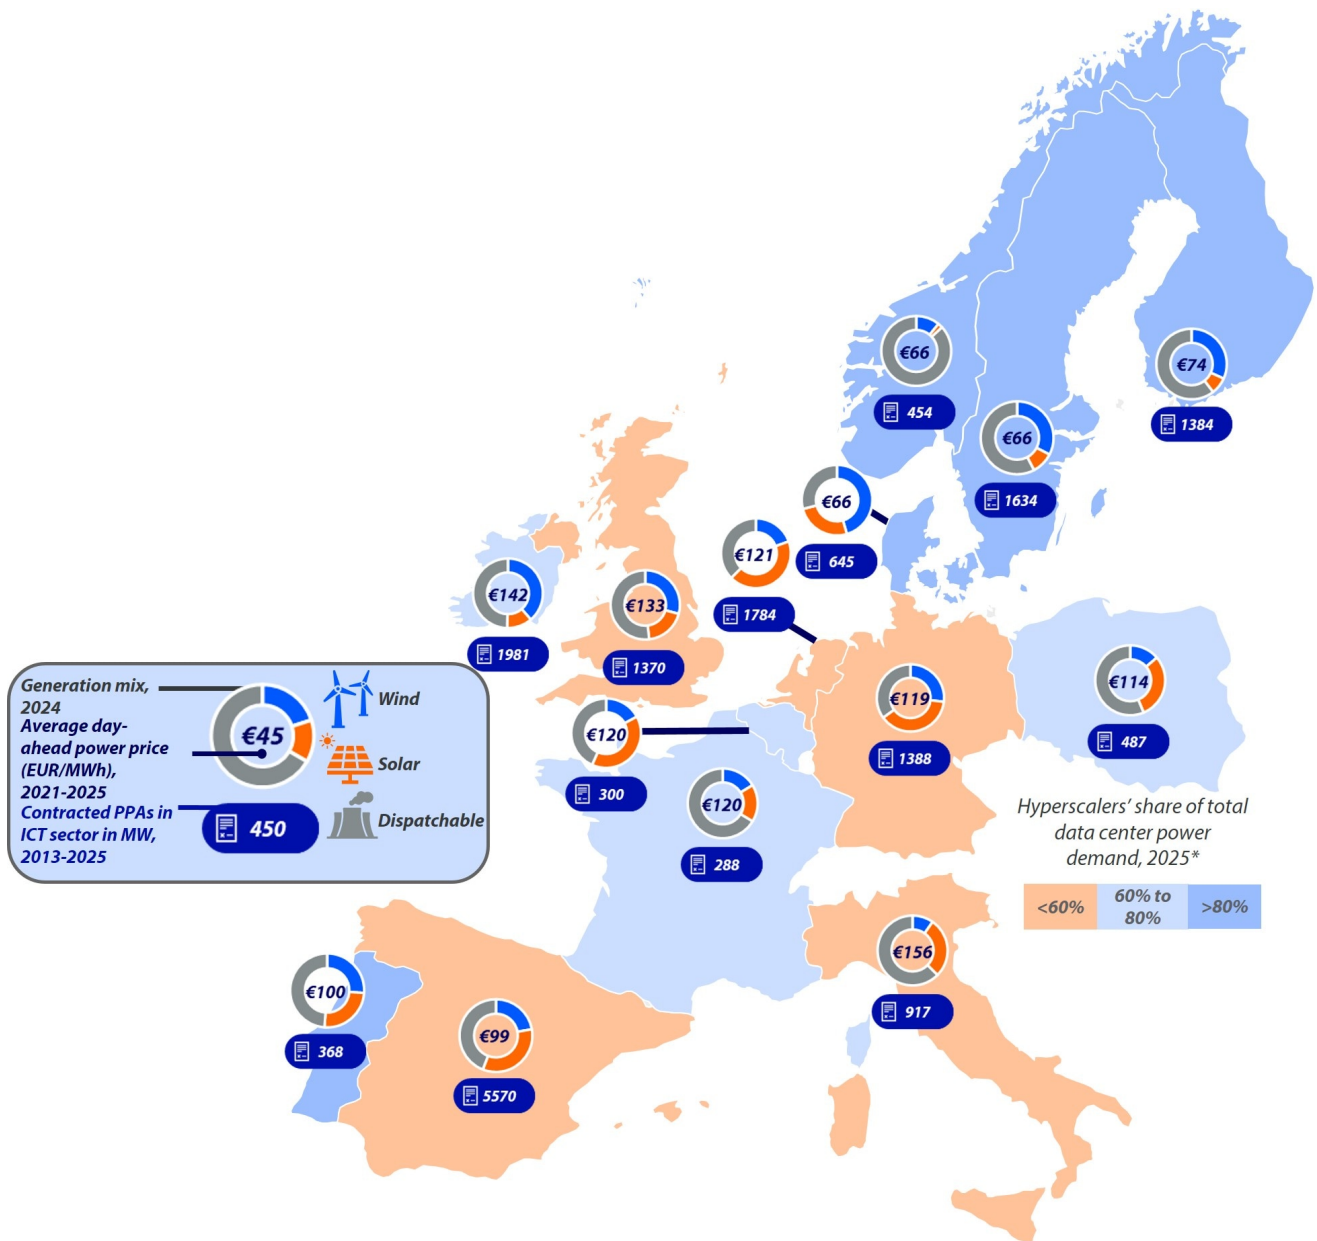 €66
454
€74
1384
€66
1634
€66
645
€121
1784
€142
1981
€133
1370
€119
1388
€114
487
€120
300
€120
288
Generation mix,
2024
Average day-
ahead power price
(EUR/MWh),
2021-2025
Contracted PPAs in
ICT sector in MW,
2013-2025
€45
450
Wind
Solar
Dispatchable
Hyperscalers’ share of total
data center power
demand, 2025*
<60%
60% to
80%
>80%
€156
917
€100
368
€99
5570